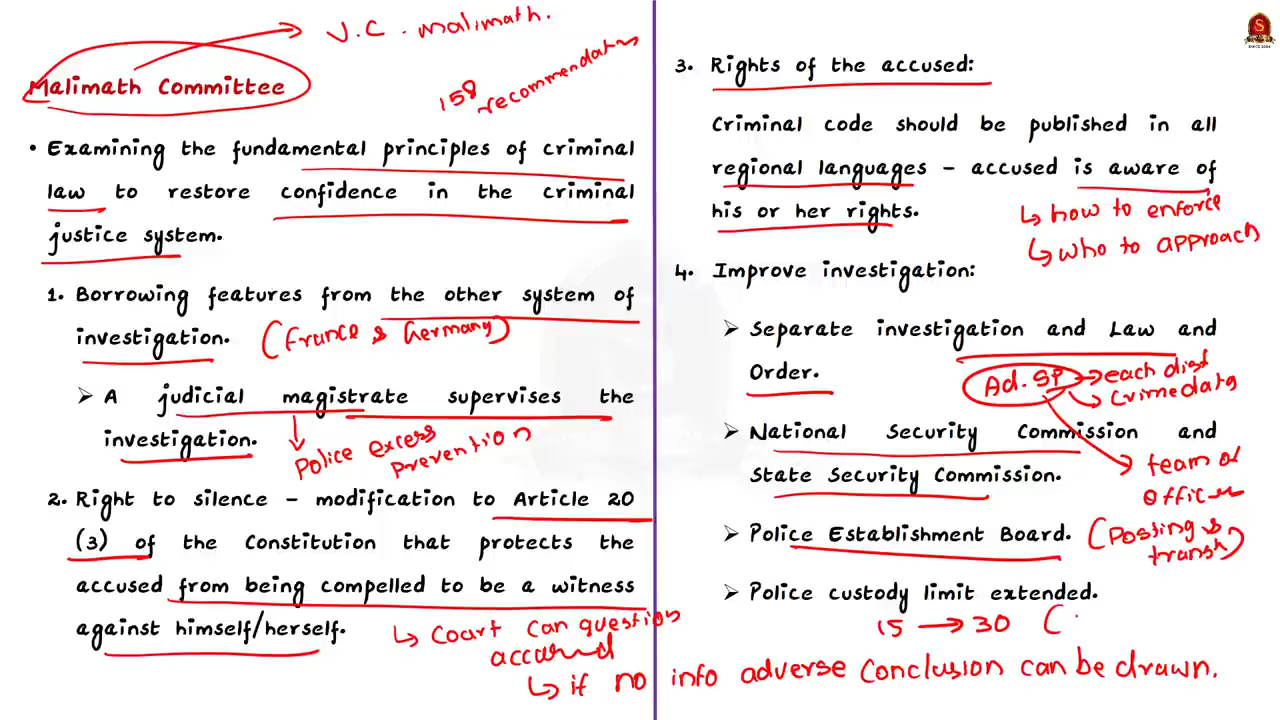 V.C. malimath.
Malimath Committee
158
recommendatns
• Examining the fundamental principles of criminal
law to restore confidence in the criminal
justice system.
1. Borrowing features from the other system of
investigation. (France & Germany)
➢ A judicial magistrate supervises the
investigation.
Police excess
prevention
2. Right to silence – modification to Article 20
(3) of the Constitution that protects the
accused from being compelled to be a witness
against himself/herself.
↳ Court can question
accused
↳ if no info adverse conclusion can be drawn.
3. Rights of the accused:
Criminal code should be published in all
regional languages – accused is aware of
his or her rights.
↳ how to enforce
↳ who to approach
4. Improve investigation:
➢ Separate investigation and Law and
Order.
Ad. SP → each dist
↳ crime data
team of
officers
➢ National Security Commission and
State Security Commission.
➢ Police Establishment Board. (Posting &
transfr)
➢ Police custody limit extended.
15 → 30 (